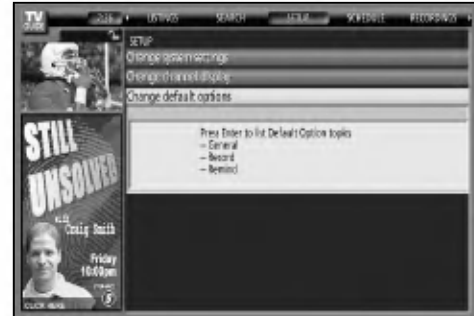 TV
GUIDE
LISTINGS SEARCH SETUP SCHEDULE RECORDINGS
SETUP
Change system settings
Change channel display
Change default options
Press Enter to list Default Option topics
– General
– Record
– Remind
STILL
UNSOLVED
with
Craig Smith
Friday
10:00pm
CLICK HERE